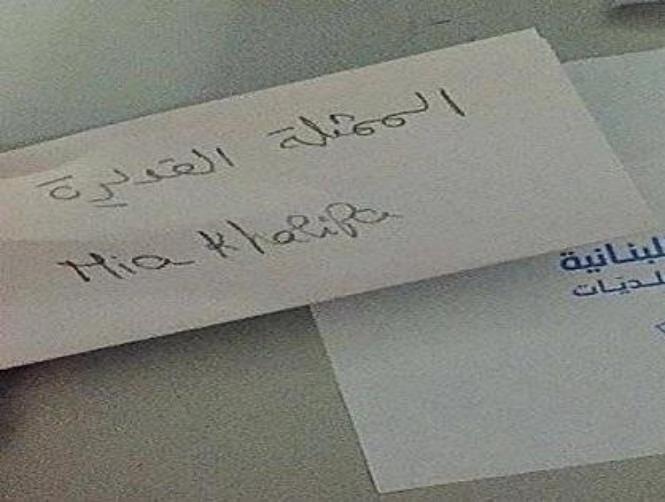 الممثلة القديرة
Mia Khalifa
لبنانية
لديات